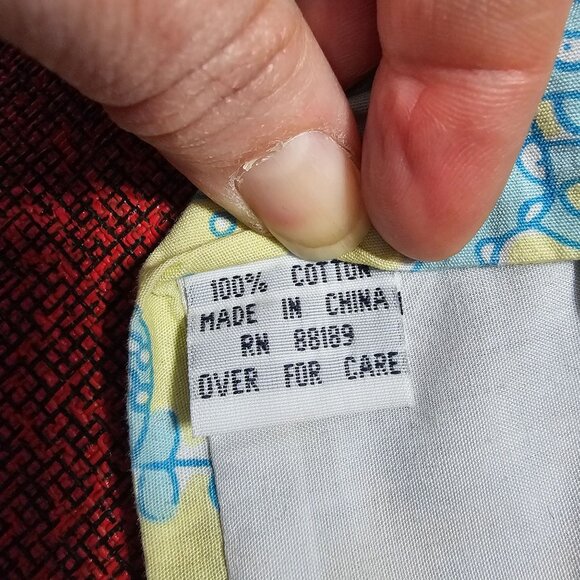 100% COTTON
MADE IN CHINA
RN 88189
OVER FOR CARE